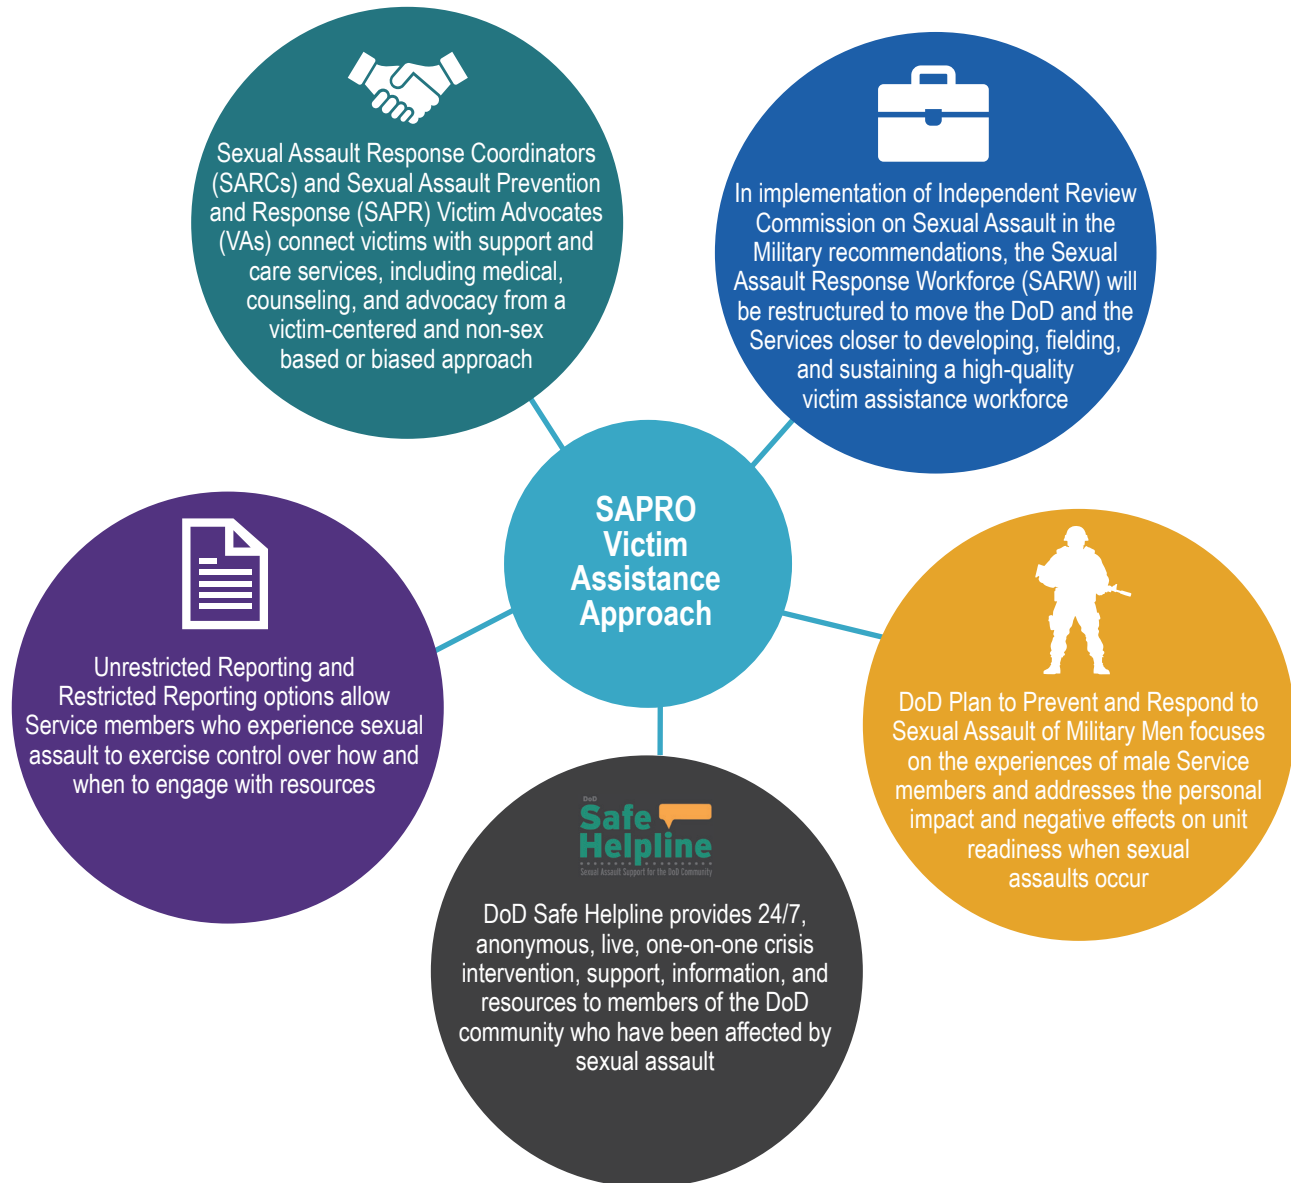 Sexual Assault Response Coordinators
(SARCs) and Sexual Assault Prevention
and Response (SAPR) Victim Advocates
(VAs) connect victims with support and
care services, including medical,
counseling, and advocacy from a
victim-centered and non-sex
based or biased approach
In implementation of Independent Review
Commission on Sexual Assault in the
Military recommendations, the Sexual
Assault Response Workforce (SARW) will
be restructured to move the DoD and the
Services closer to developing, fielding,
and sustaining a high-quality
victim assistance workforce
SAPRO
Victim
Assistance
Approach
Unrestricted Reporting and
Restricted Reporting options allow
Service members who experience sexual
assault to exercise control over how and
when to engage with resources
DoD Plan to Prevent and Respond to
Sexual Assault of Military Men focuses
on the experiences of male Service
members and addresses the personal
impact and negative effects on unit
readiness when sexual
assaults occur
DoD
Safe
Helpline
Sexual Assault Support for the DoD Community
DoD Safe Helpline provides 24/7,
anonymous, live, one-on-one crisis
intervention, support, information, and
resources to members of the DoD
community who have been affected by
sexual assault